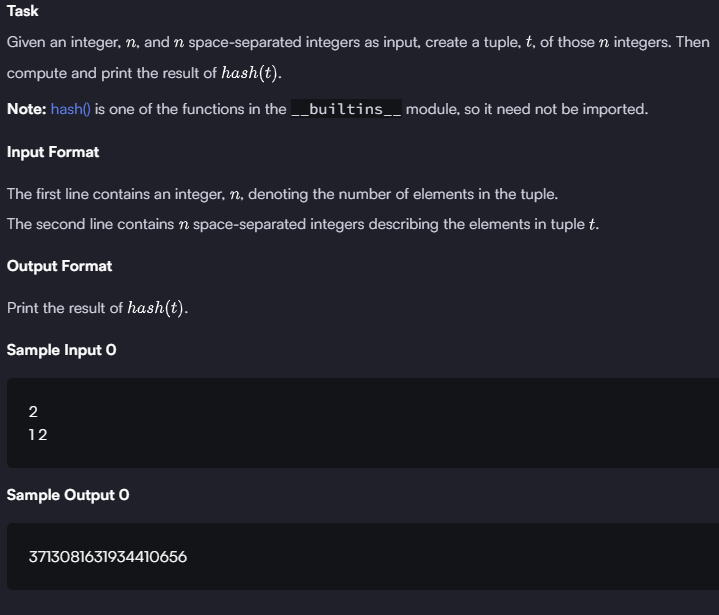 Task
Given an integer, n, and n space-separated integers as input, create a tuple, t, of those n integers. Then
compute and print the result of hash(t).
Note: hash() is one of the functions in the __builtins__ module, so it need not be imported.
Input Format
The first line contains an integer, n, denoting the number of elements in the tuple.
The second line contains n space-separated integers describing the elements in tuple t.
Output Format
Print the result of hash(t).
Sample Input 0
2
1 2
Sample Output 0
3713081631934410656